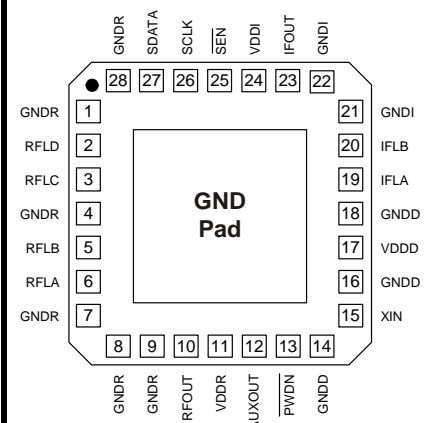 GNDR
SDATA
SCLK
SEN
VDDI
IFOUT
GNDI
28 27 26 25 24 23 22
GNDR 1
RFLD 2
RFLC 3
GNDR 4
RFLB 5
RFLA 6
GNDR 7
GND
Pad
21 GNDI
20 IFLB
19 IFLA
18 GNDD
17 VDDD
16 GNDD
15 XIN
8 9 10 11 12 13 14
GNDR
GNDR
RFOUT
VDDR
AUXOUT
PWDN
GNDD